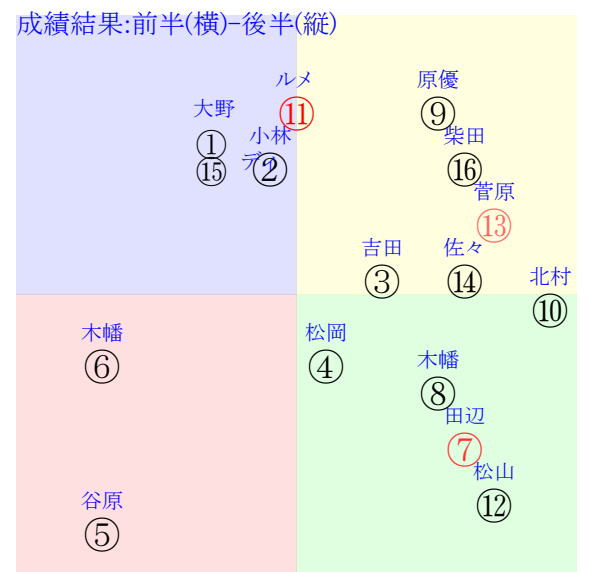 成績結果:前半(横)-後半(縦)
ルメ
⑪
原優
⑨
大野
①
小林
②
柴田
⑯
デイ
⑮
菅原
⑬
吉田
③
佐々
⑭
北村
⑩
木幡
⑥
松岡
④
木幡
⑧
田辺
⑦
松山
⑫
谷原
⑤